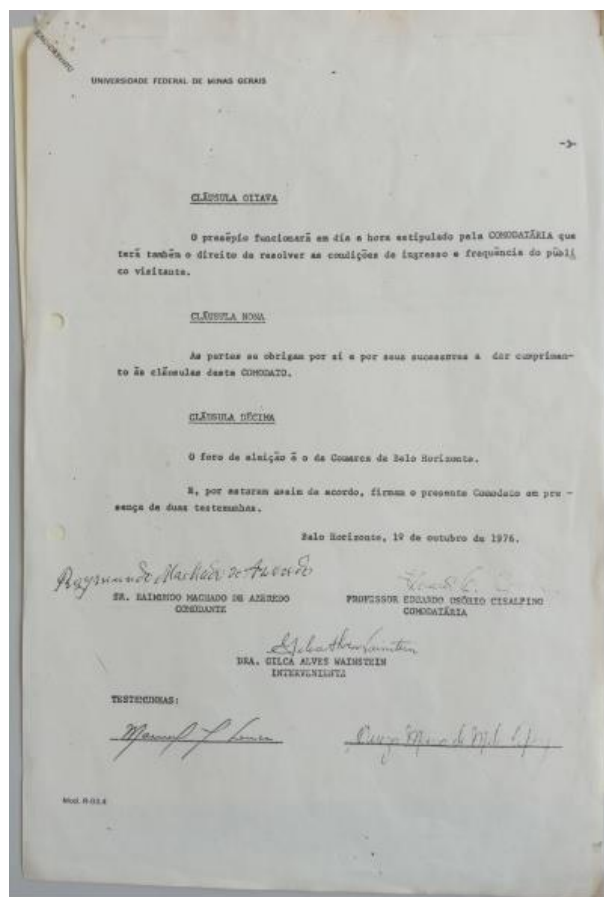 UNIVERSIDADE FEDERAL DE MINAS GERAIS
-3-
CLÁUSULA OITAVA
O presépio funcionará em dia e hora estipulado pela COMODATÁRIA que
terá também o direito de resolver as condições de ingresso e frequência do públi
co visitante.
CLÁUSULA NONA
As partes se obrigam por si e por seus sucessores a dar cumprimen-
to às cláusulas deste COMODATO.
CLÁUSULA DÉCIMA
O foro de eleição é o da Comarca de Belo Horizonte.
E, por estarem assim de acordo, firmam o presente Comodato em pre -
sença de duas testemunhas.
Belo Horizonte, 19 de outubro de 1976.
Raymundo Machado de Azevedo
SR. RAIMUNDO MACHADO DE AZEREDO
COMODANTE
PROFESSOR EDUARDO OSÓRIO CISALPINO
COMODATÁRIA
Gilca Alves Wainstein
DRA. GILCA ALVES WAINSTEIN
INTERVENIENTE
TESTEMUNHAS:
Mod. R-03.4